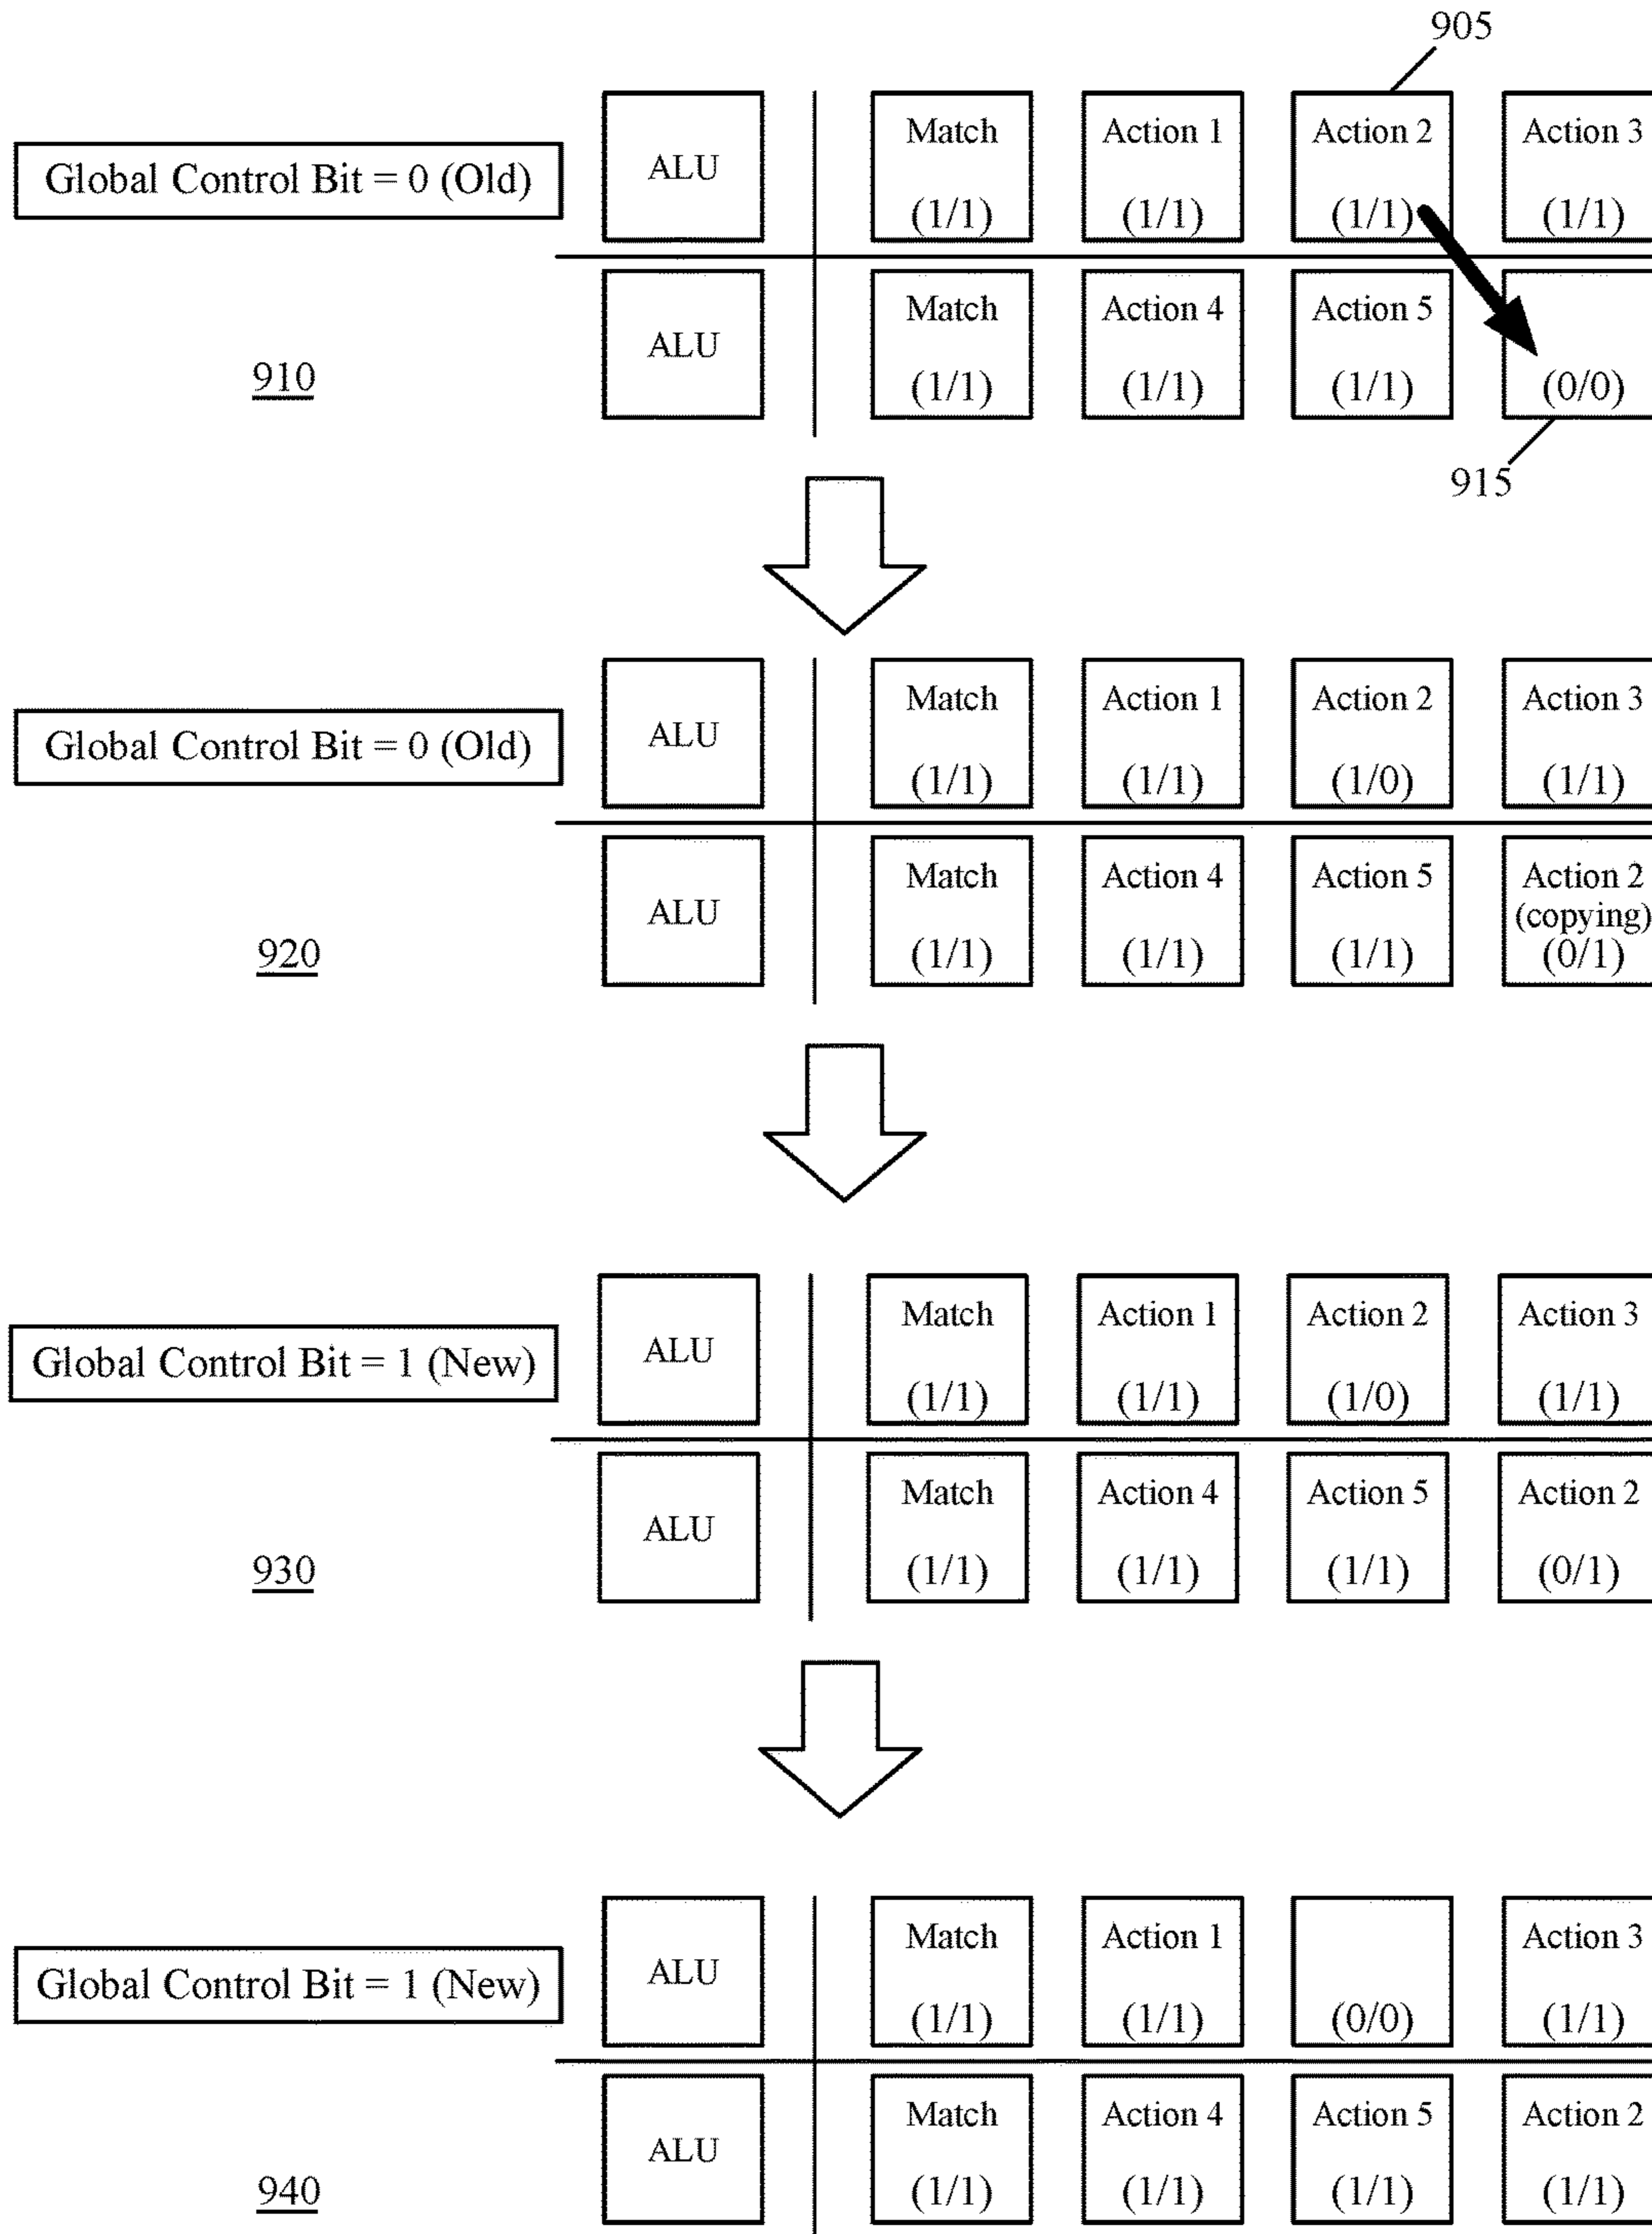 905
Global Control Bit = 0 (Old)
ALU
Match
(1/1)
Action 1
(1/1)
Action 2
(1/1)
Action 3
(1/1)
ALU
Match
(1/1)
Action 4
(1/1)
Action 5
(1/1)
(0/0)
910
915
Global Control Bit = 0 (Old)
ALU
Match
(1/1)
Action 1
(1/1)
Action 2
(1/0)
Action 3
(1/1)
ALU
Match
(1/1)
Action 4
(1/1)
Action 5
(1/1)
Action 2
(copying)
(0/1)
920
Global Control Bit = 1 (New)
ALU
Match
(1/1)
Action 1
(1/1)
Action 2
(1/0)
Action 3
(1/1)
ALU
Match
(1/1)
Action 4
(1/1)
Action 5
(1/1)
Action 2
(0/1)
930
Global Control Bit = 1 (New)
ALU
Match
(1/1)
Action 1
(1/1)
(0/0)
Action 3
(1/1)
ALU
Match
(1/1)
Action 4
(1/1)
Action 5
(1/1)
Action 2
(1/1)
940